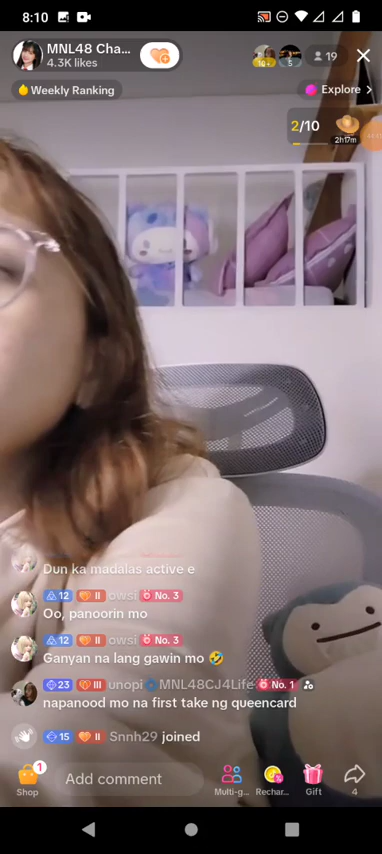 8:10
MNL48 Cha...
4.3K likes
10+
5
19
Weekly Ranking
Explore
2/10
2h17m
Dun ka madalas active e
12 II owsi No. 3
Oo, panoorin mo
12 II owsi No. 3
Ganyan na lang gawin mo 🤣
23 III unopi MNL48CJ4Life No. 1
napanood mo na first take ng queencard
15 II Snnh29 joined
1
Add comment
Shop
Multi-g...
Rechar...
Gift
4